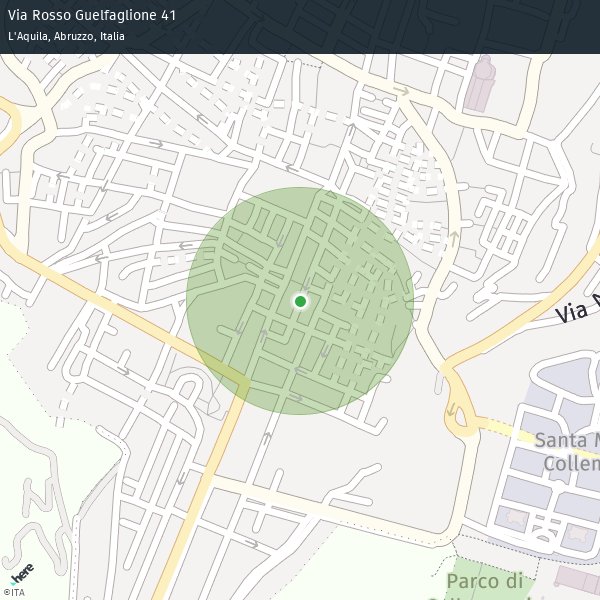 Via Rosso Guelfaglione 41
L'Aquila, Abruzzo, Italia
Via
Santa M
Collem
Parco di
here
©ITA